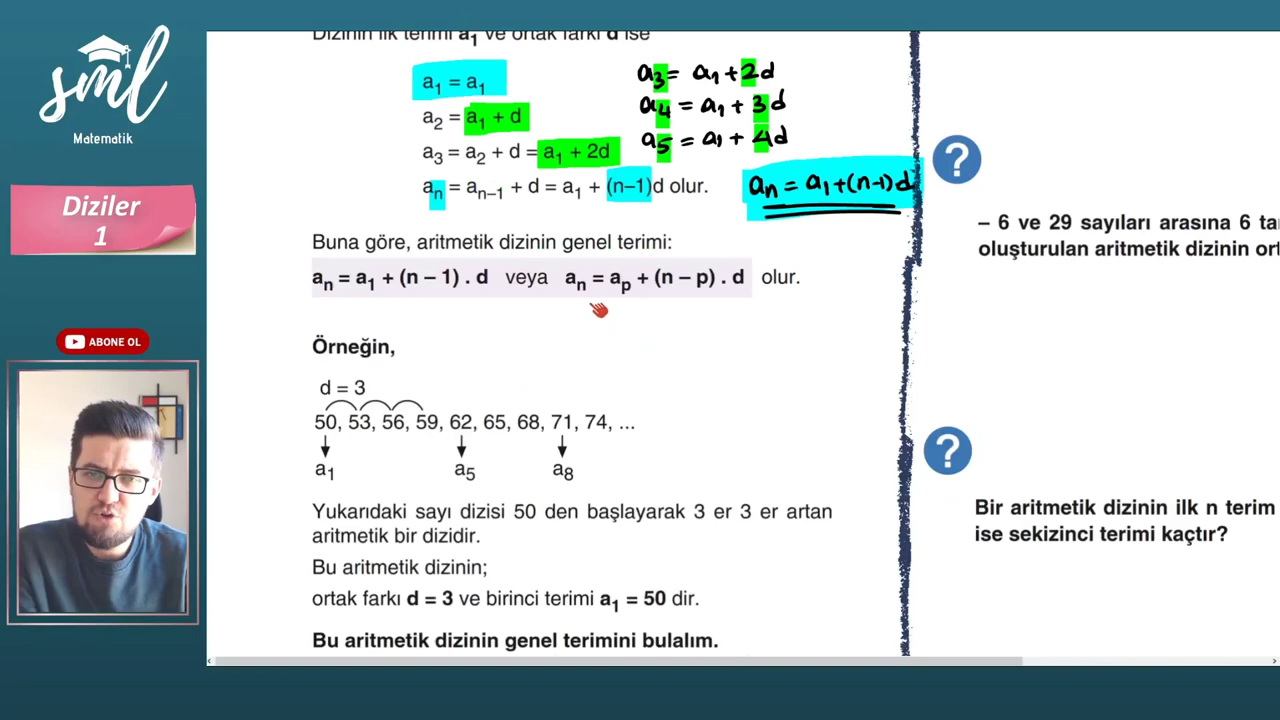 sml
Matematik
Diziler
1
ABONE OL
Dizinin ilk terimi a₁ ve ortak farkı d ise
a₁ = a₁
a₂ = a₁ + d
a₃ = a₂ + d = a₁ + 2d
aₙ = aₙ₋₁ + d = a₁ + (n–1)d olur.
a₃ = a₁ + 2d
a₄ = a₁ + 3d
a₅ = a₁ + 4d
aₙ = a₁ + (n-1)d
Buna göre, aritmetik dizinin genel terimi:
aₙ = a₁ + (n – 1) . d veya aₙ = aₚ + (n – p) . d olur.
Örneğin,
d = 3
50, 53, 56, 59, 62, 65, 68, 71, 74, ...
a₁ a₅ a₈
Yukarıdaki sayı dizisi 50 den başlayarak 3 er 3 er artan
aritmetik bir dizidir.
Bu aritmetik dizinin;
ortak farkı d = 3 ve birinci terimi a₁ = 50 dir.
Bu aritmetik dizinin genel terimini bulalım.
?
– 6 ve 29 sayıları arasına 6
oluşturulan aritmetik dizinin
?
Bir aritmetik dizinin ilk n terim
ise sekizinci terimi kaçtır?